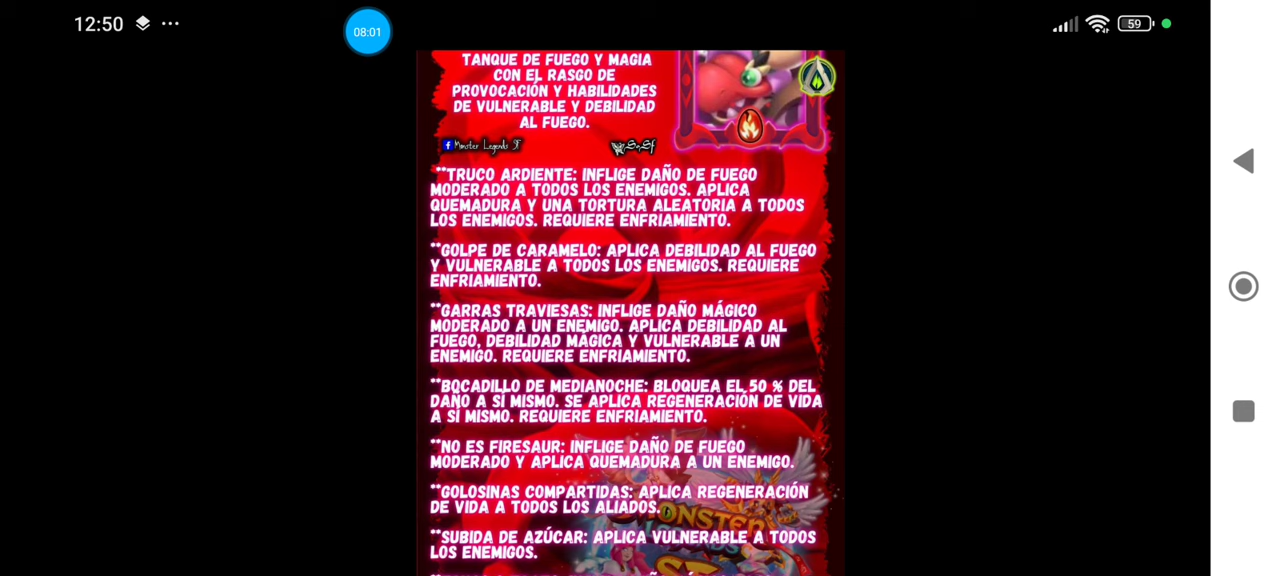 12:50
08:01
59
TANQUE DE FUEGO Y MAGIA
CON EL RASGO DE
PROVOCACIÓN Y HABILIDADES
DE VULNERABLE Y DEBILIDAD
AL FUEGO.
Monster Legends SF
SnSf
**TRUCO ARDIENTE: INFLIGE DAÑO DE FUEGO
MODERADO A TODOS LOS ENEMIGOS. APLICA
QUEMADURA Y UNA TORTURA ALEATORIA A TODOS
LOS ENEMIGOS. REQUIERE ENFRIAMIENTO.
**GOLPE DE CARAMELO: APLICA DEBILIDAD AL FUEGO
Y VULNERABLE A TODOS LOS ENEMIGOS. REQUIERE
ENFRIAMIENTO.
**GARRAS TRAVIESAS: INFLIGE DAÑO MÁGICO
MODERADO A UN ENEMIGO. APLICA DEBILIDAD AL
FUEGO, DEBILIDAD MÁGICA Y VULNERABLE A UN
ENEMIGO. REQUIERE ENFRIAMIENTO.
**BOCADILLO DE MEDIANOCHE: BLOQUEA EL 50 % DEL
DAÑO A SÍ MISMO. SE APLICA REGENERACIÓN DE VIDA
A SÍ MISMO. REQUIERE ENFRIAMIENTO.
**NO ES FIRESAUR: INFLIGE DAÑO DE FUEGO
MODERADO Y APLICA QUEMADURA A UN ENEMIGO.
**GOLOSINAS COMPARTIDAS: APLICA REGENERACIÓN
DE VIDA A TODOS LOS ALIADOS.
MONSTER
LEGENDS
SF
**SUBIDA DE AZÚCAR: APLICA VULNERABLE A TODOS
LOS ENEMIGOS.